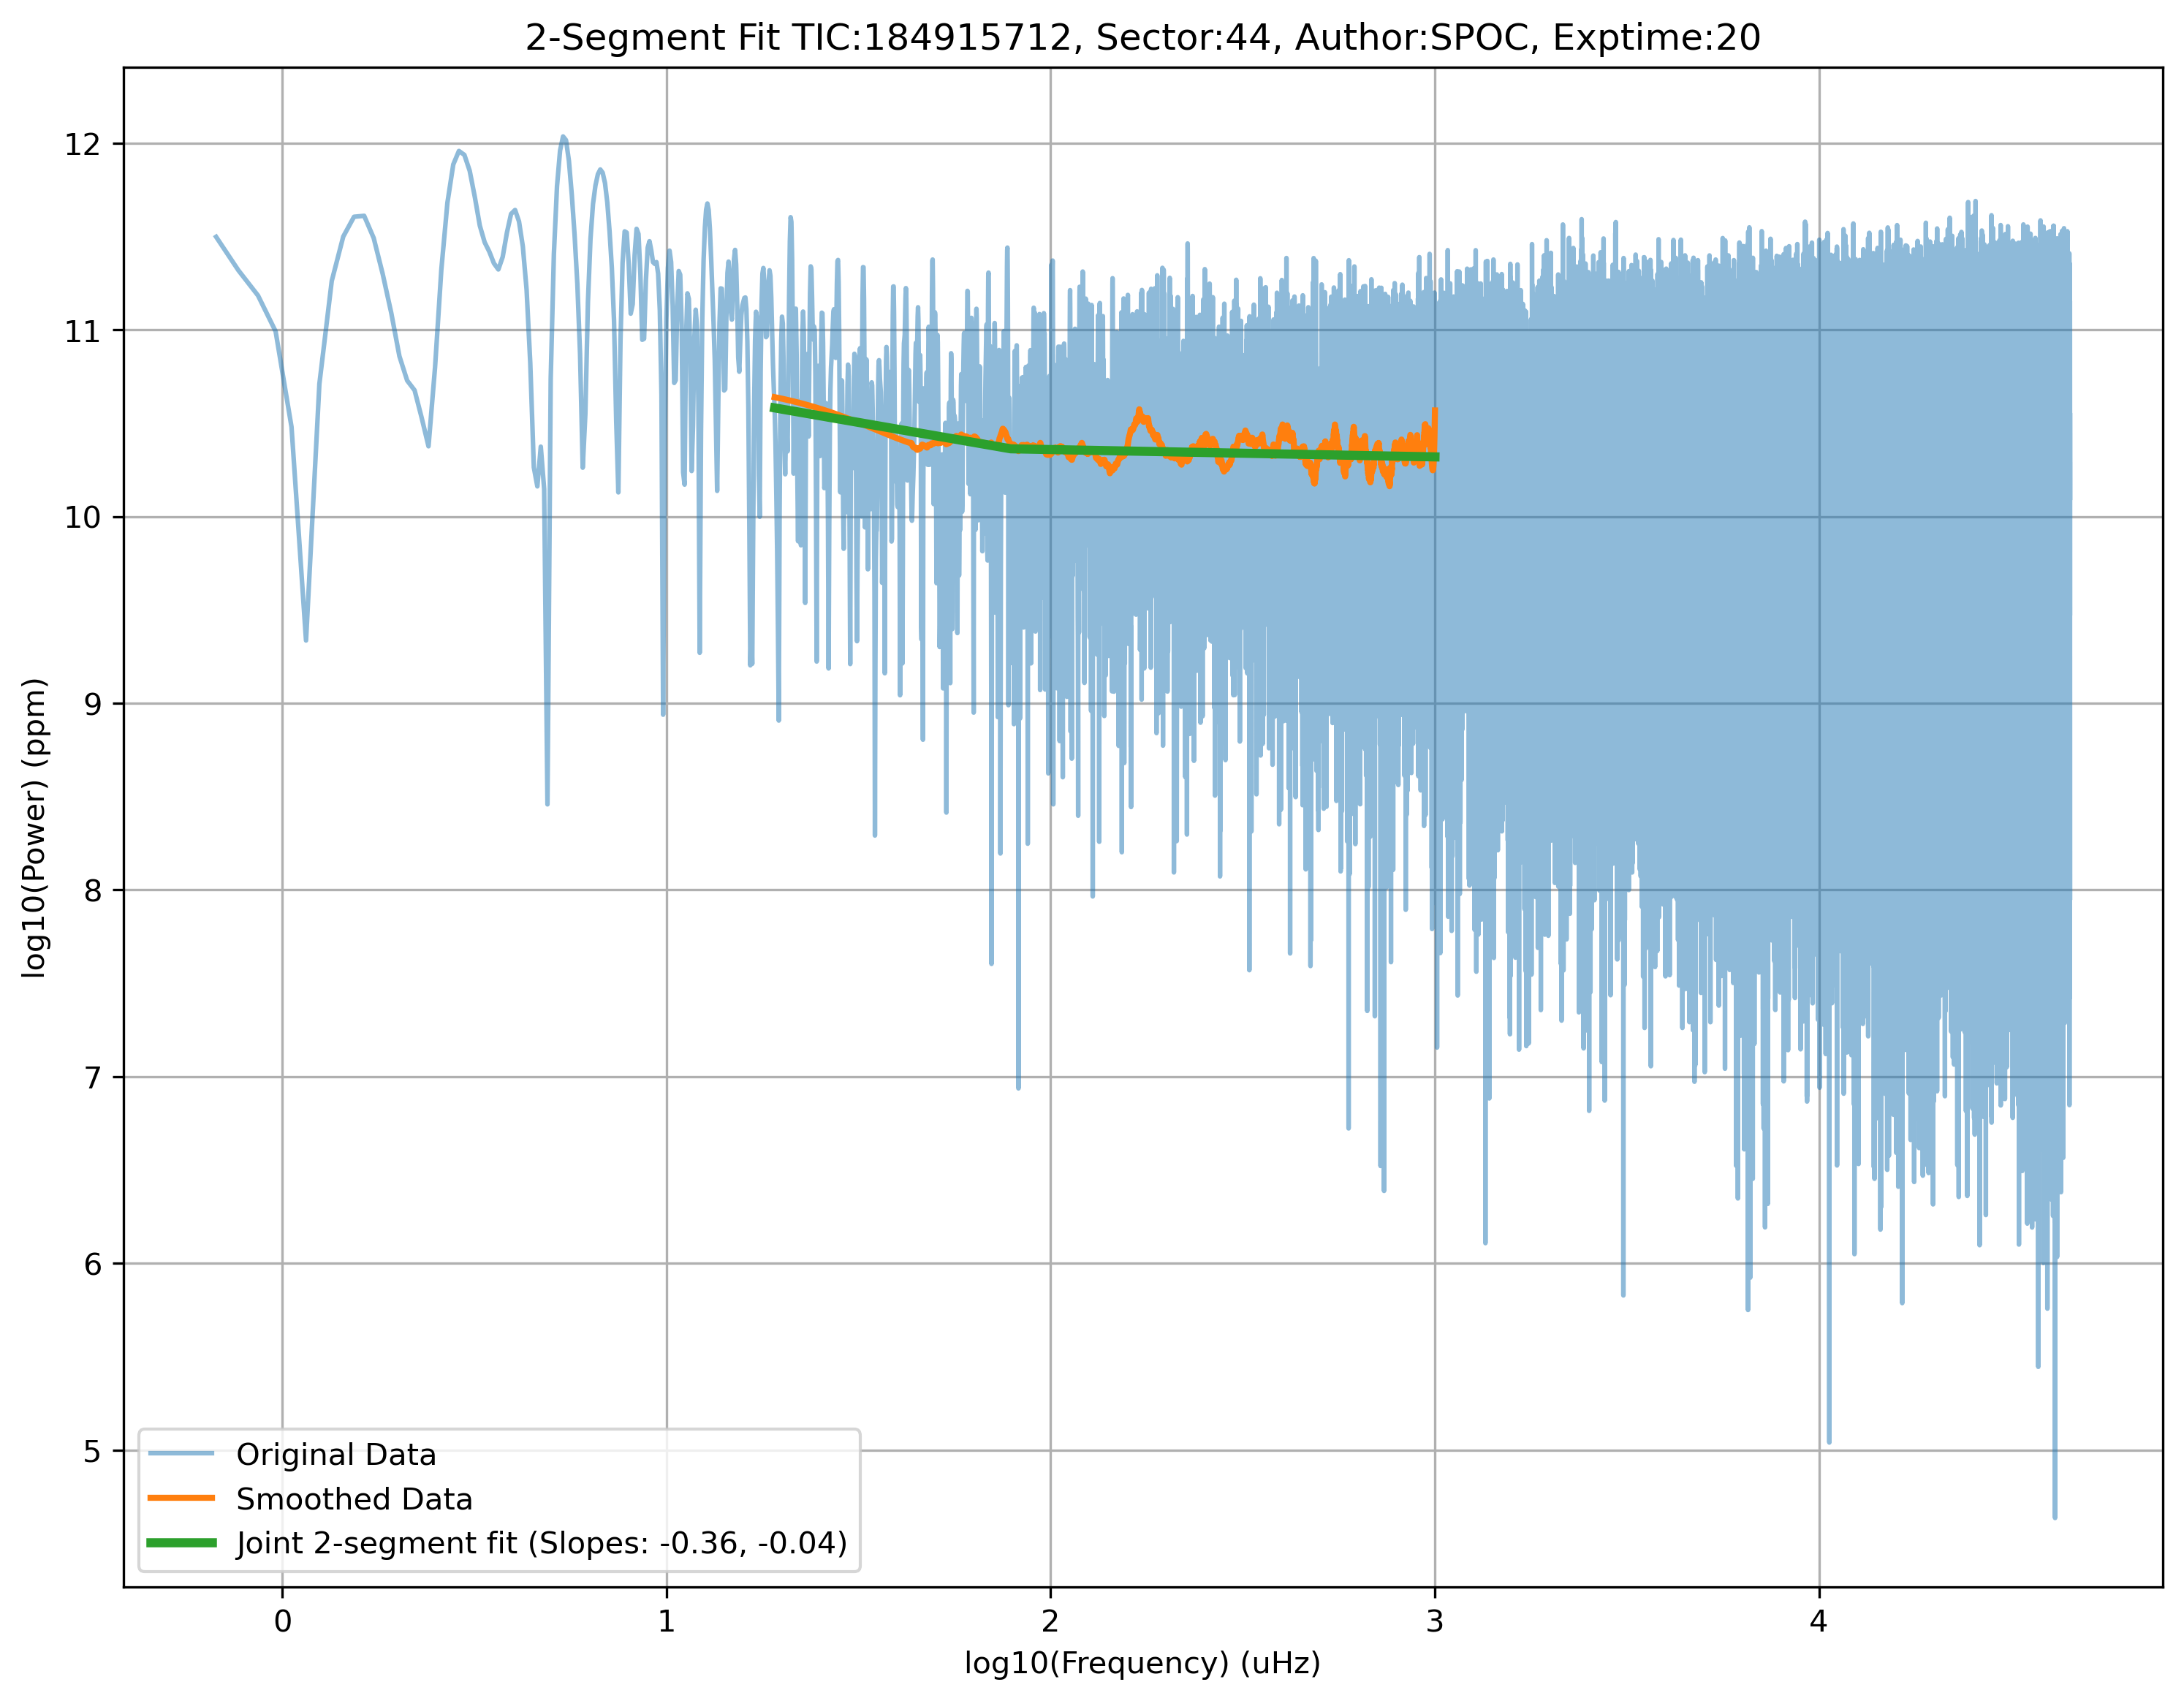 2-Segment Fit TIC:184915712, Sector:44, Author:SPOC, Exptime:20
log10(Power) (ppm)
12
11
10
9
8
7
6
5
Original Data
Smoothed Data
Joint 2-segment fit (Slopes: -0.36, -0.04)
0 1 2 3 4
log10(Frequency) (uHz)